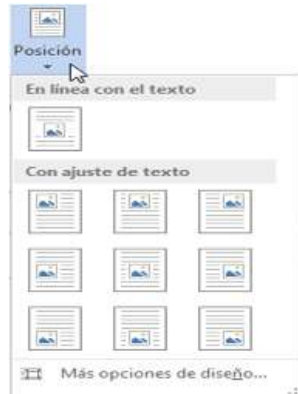 Posición
En línea con el texto
Con ajuste de texto
Más opciones de diseño...